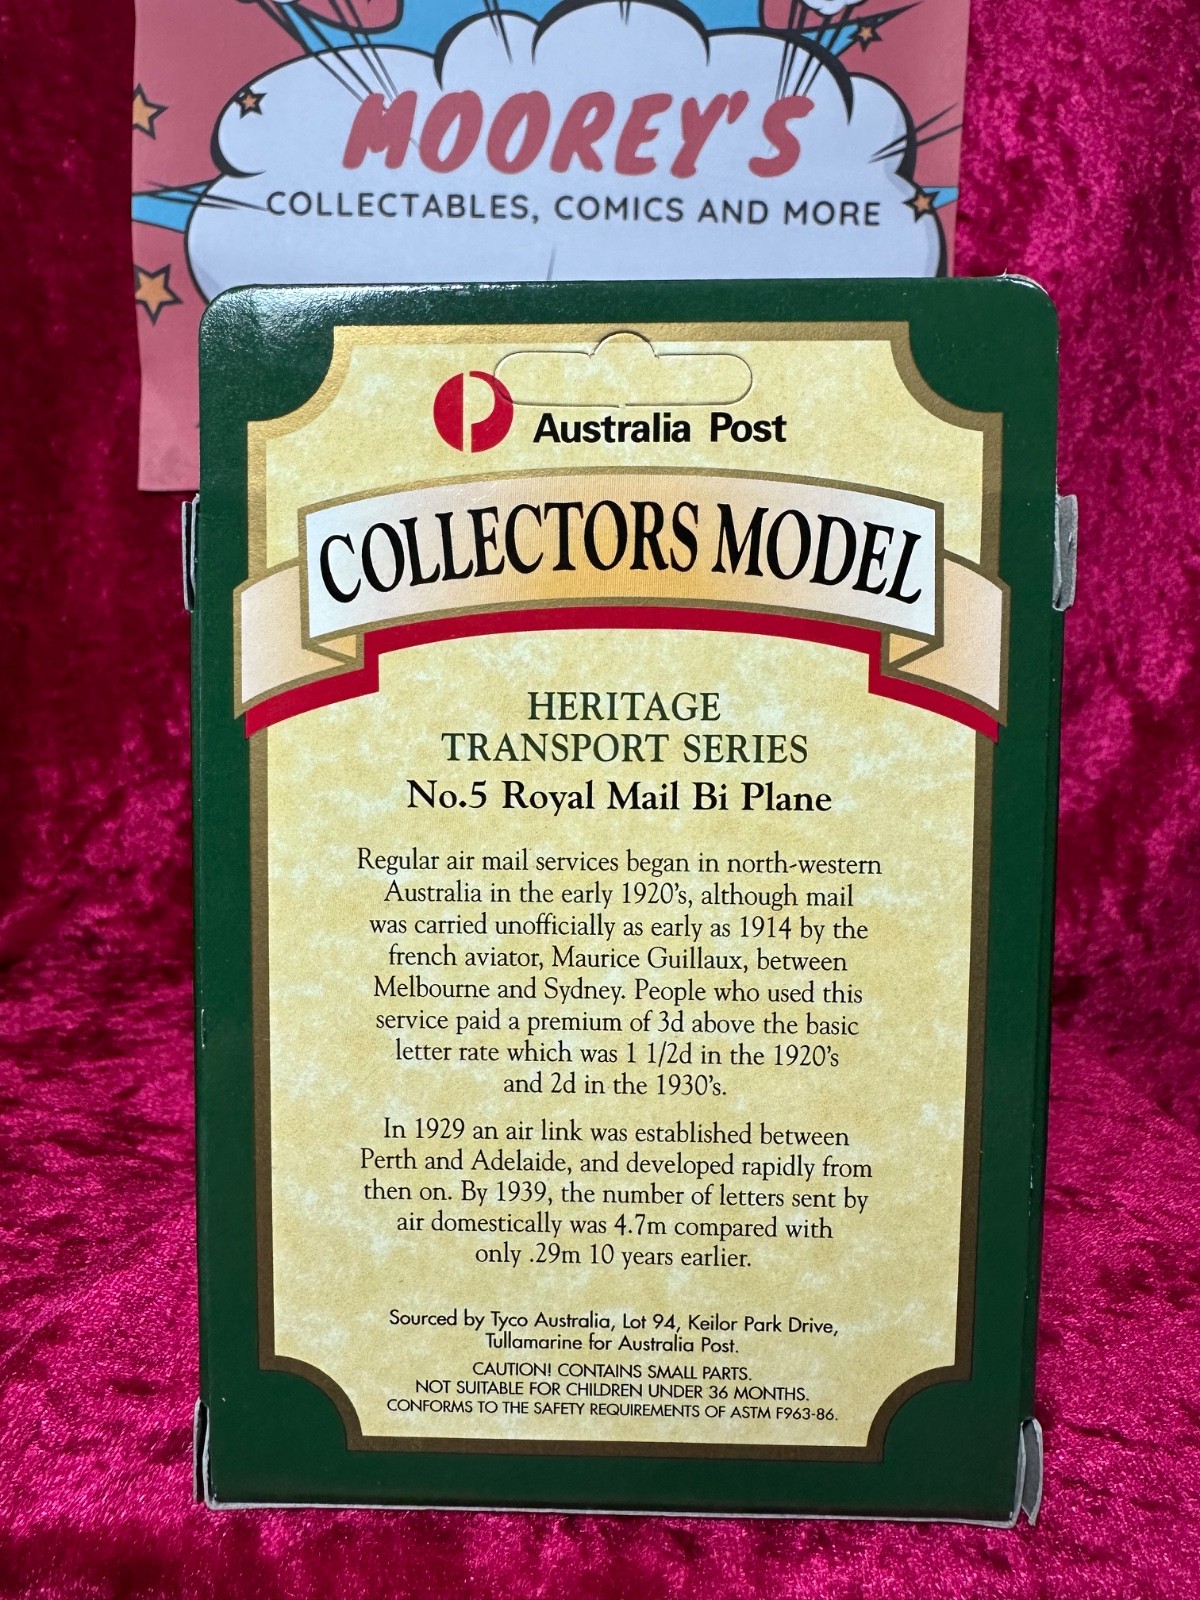 MOOREY'S
COLLECTABLES, COMICS AND MORE
Australia Post
COLLECTORS MODEL
HERITAGE
TRANSPORT SERIES
No.5 Royal Mail Bi Plane
Regular air mail services began in north-western
Australia in the early 1920's, although mail
was carried unofficially as early as 1914 by the
french aviator, Maurice Guillaux, between
Melbourne and Sydney. People who used this
service paid a premium of 3d above the basic
letter rate which was 1 1/2d in the 1920's
and 2d in the 1930's.
In 1929 an air link was established between
Perth and Adelaide, and developed rapidly from
then on. By 1939, the number of letters sent by
air domestically was 4.7m compared with
only .29m 10 years earlier.
Sourced by Tyco Australia, Lot 94, Keilor Park Drive,
Tullamarine for Australia Post.
CAUTION! CONTAINS SMALL PARTS.
NOT SUITABLE FOR CHILDREN UNDER 36 MONTHS.
CONFORMS TO THE SAFETY REQUIREMENTS OF ASTM F963-86.